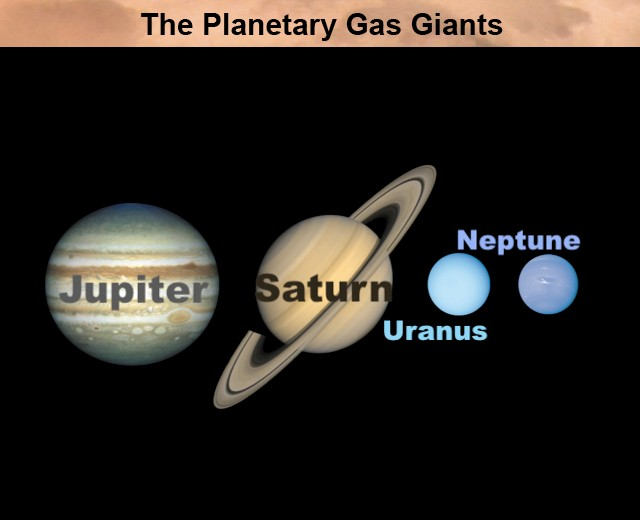 The Planetary Gas Giants
Jupiter
Saturn
Uranus
Neptune